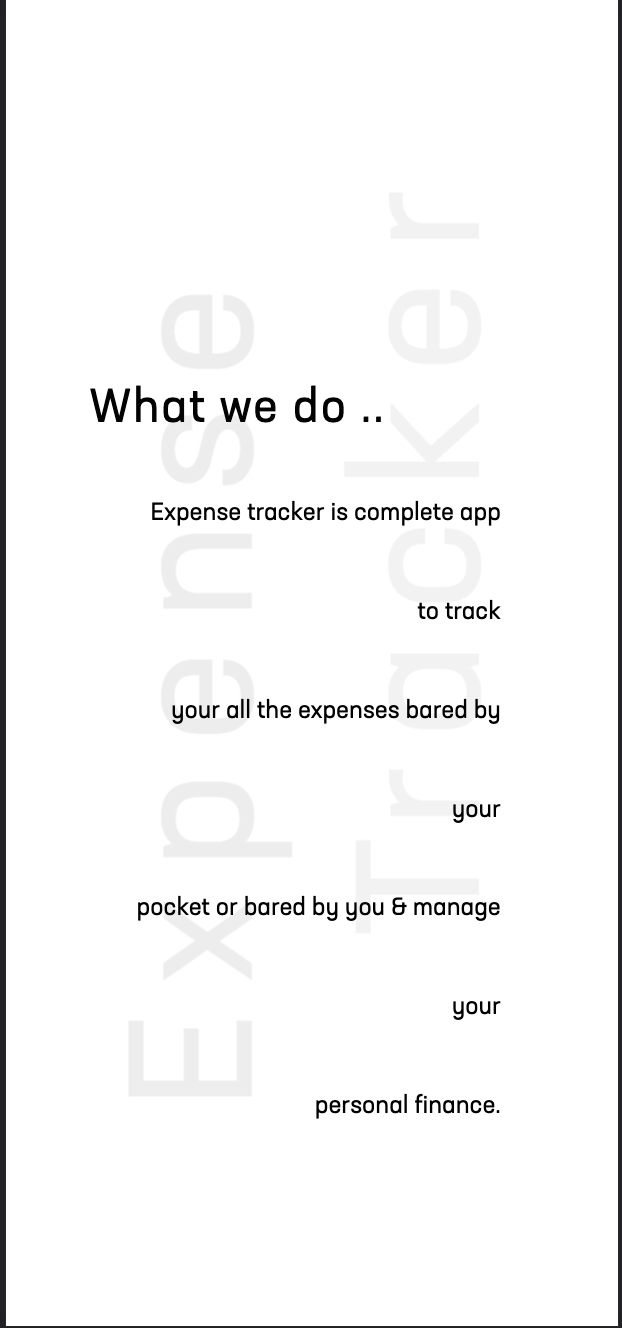 Expense
Tracker
What we do ..
Expense tracker is complete app
to track
your all the expenses bared by
your
pocket or bared by you & manage
your
personal finance.